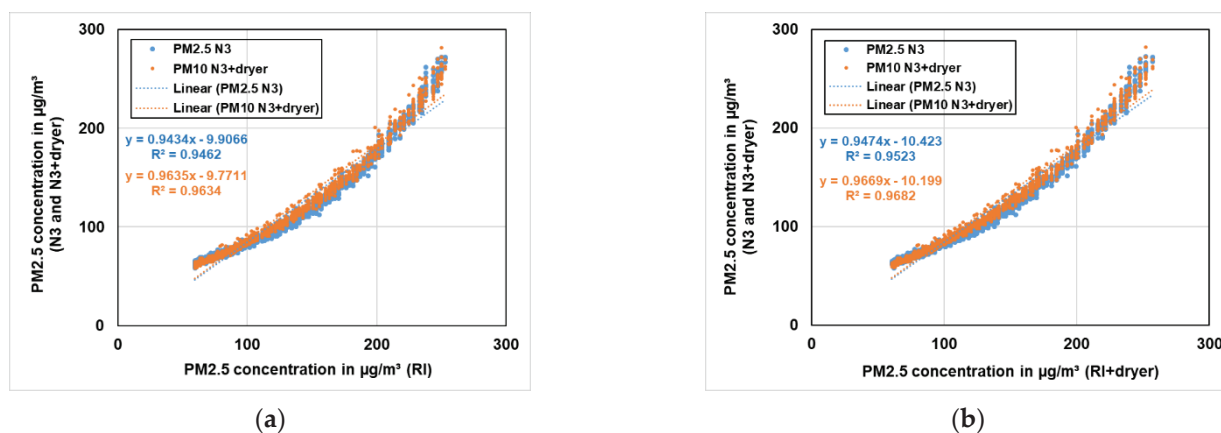 300
200
100
0
PM2.5 concentration in µg/m³
(N3 and N3+dryer)
PM2.5 N3
PM10 N3+dryer
Linear (PM2.5 N3)
Linear (PM10 N3+dryer)
y = 0.9434x - 9.9066
R² = 0.9462
y = 0.9635x - 9.7711
R² = 0.9634
0 100 200 300
PM2.5 concentration in µg/m³ (RI)
(a)
300
200
100
0
PM2.5 concentration in µg/m³
(N3 and N3+dryer)
PM2.5 N3
PM10 N3+dryer
Linear (PM2.5 N3)
Linear (PM10 N3+dryer)
y = 0.9474x - 10.423
R² = 0.9523
y = 0.9669x - 10.199
R² = 0.9682
0 100 200 300
PM2.5 concentration in µg/m³ (RI+dryer)
(b)